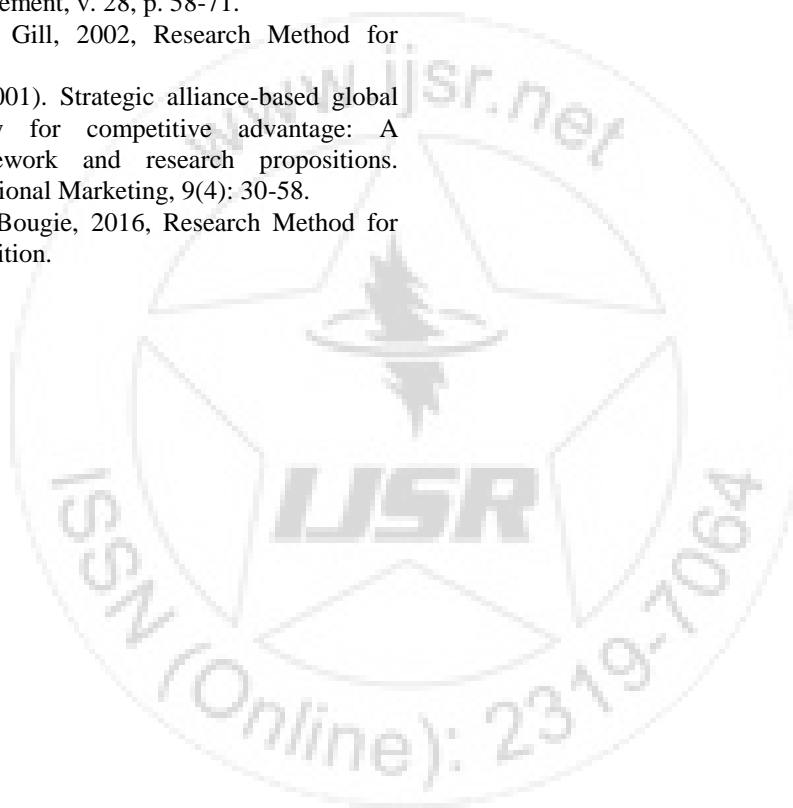 ement, v. 28, p. 58-71.
Gill, 2002, Research Method for
001). Strategic alliance-based global
for competitive advantage: A
work and research propositions.
ional Marketing, 9(4): 30-58.
Bougie, 2016, Research Method for
ition.
www.ijsr.net
IJSR
ISSN (Online): 2319-7064